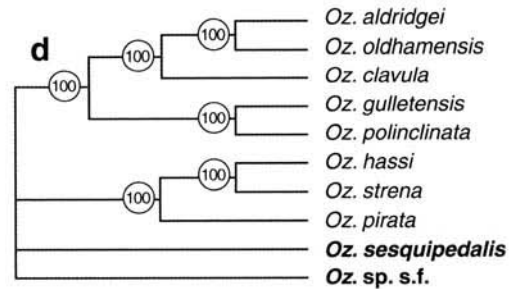 d
100
100
100
100
100
100
Oz. aldridgei
Oz. oldhamensis
Oz. clavula
Oz. gulletensis
Oz. polinclinata
Oz. hassi
Oz. strena
Oz. pirata
Oz. sesquipedalis
Oz. sp. s.f.